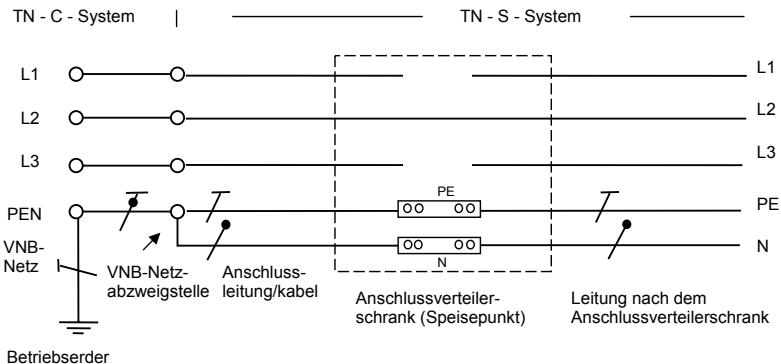 TN - C - System | TN - S - System
L1 L1
L2 L2
L3 L3
PE
PEN PE
N
N
VNB-
Netz
VNB-Netz-
abzweigstelle
Anschluss-
leitung/kabel
Anschlussverteiler-
schrank (Speisepunkt)
Leitung nach dem
Anschlussverteilerschrank
Betriebserder